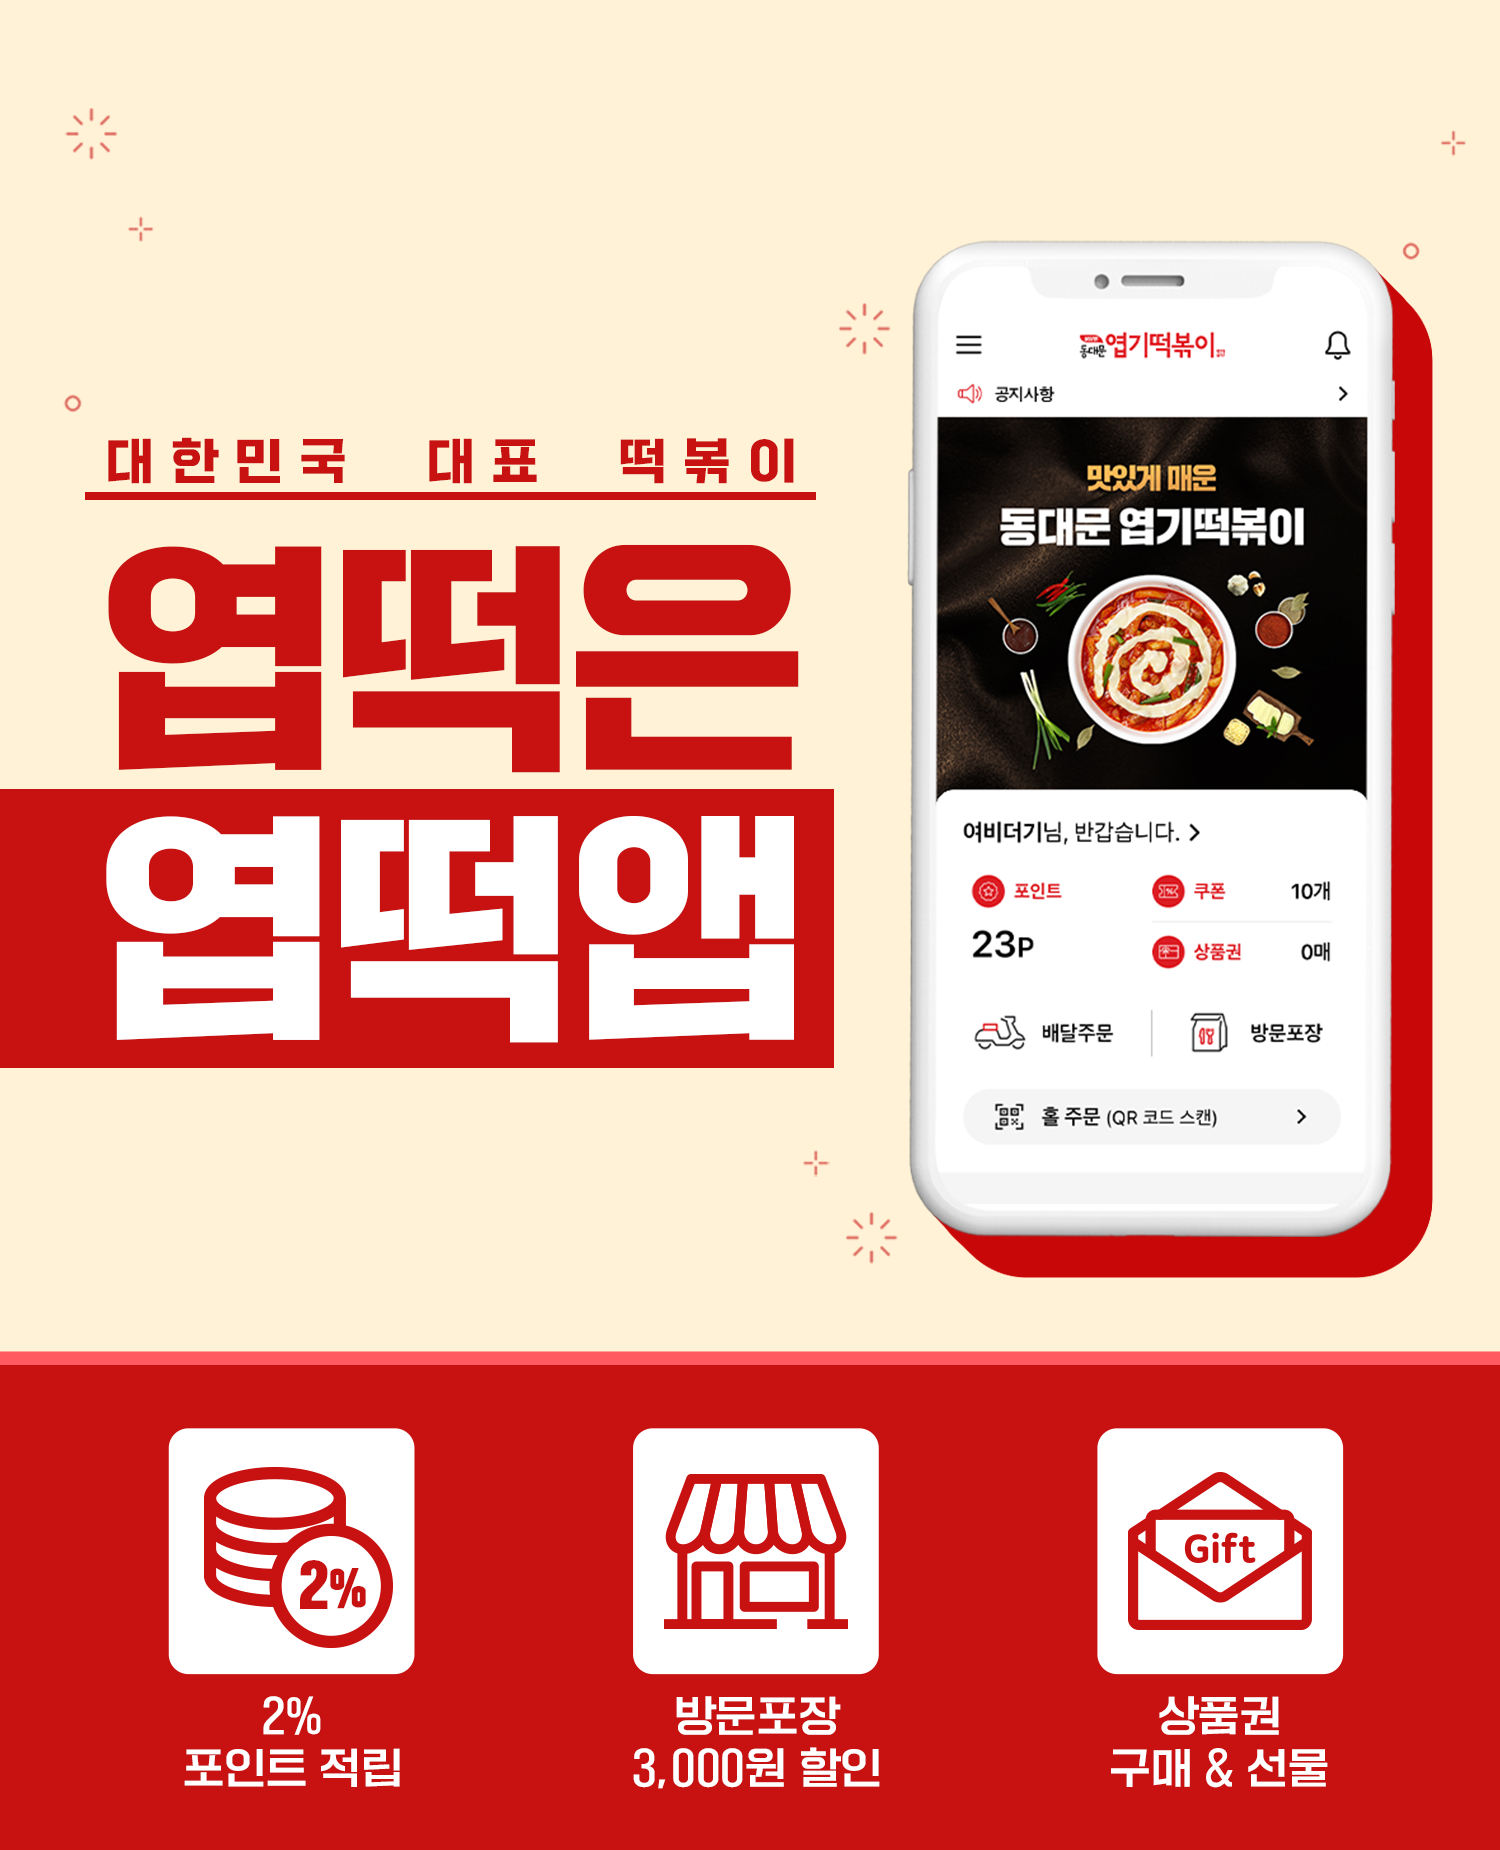 대한민국 대표 떡볶이
엽떡은
엽떡앱
동대문 엽기떡볶이
공지사항
맛있게 매운
동대문 엽기떡볶이
여비더기님, 반갑습니다.
포인트
23P
쿠폰 10개
상품권 0매
배달주문
방문포장
홀 주문 (QR 코드 스캔)
2%
Gift
2%
포인트 적립
방문포장
3,000원 할인
상품권
구매 & 선물